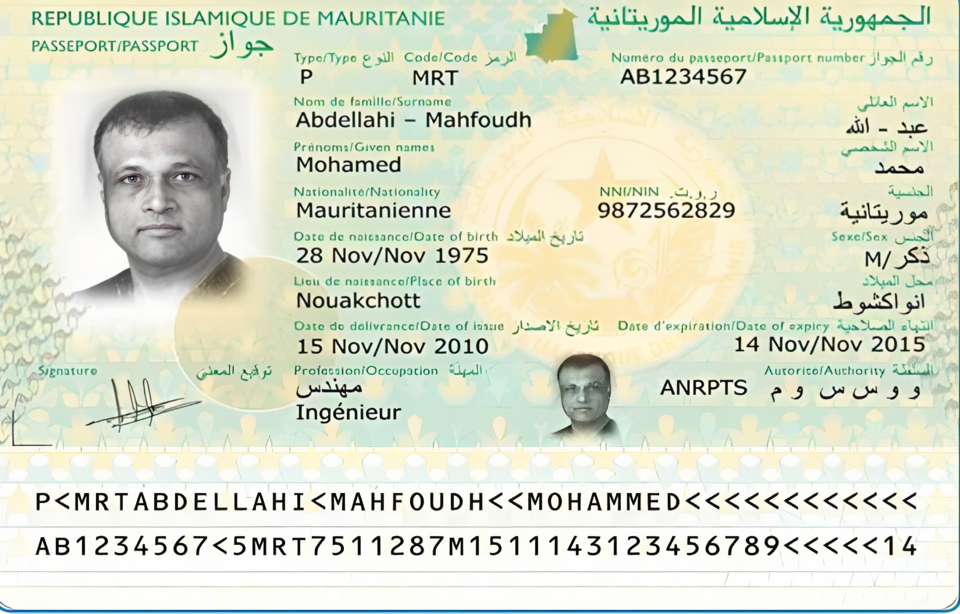 REPUBLIQUE ISLAMIQUE DE MAURITANIE
الجمهورية الإسلامية الموريتانية
PASSEPORT/PASSPORT جواز
Type/Type النوع Code/Code الرمز
Numéro du passeport/Passport number رقم الجواز
P MRT AB1234567
Nom de famille/Surname الاسم العائلي
Abdellahi – Mahfoudh
عبد - الله
Prénoms/Given names الاسم الشخصي
Mohamed محمد
Nationalité/Nationality NNI/NIN ر.و.ت. الجنسية
Mauritanienne 9872562829 موريتانية
Date de naissance/Date of birth تاريخ الميلاد Sexe/Sex الجنس
28 Nov/Nov 1975 M/ذكر
Lieu de naissance/Place of birth محل الميلاد
Nouakchott انواكشوط
Date de délivrance/Date of issue تاريخ الإصدار Date d'expiration/Date of expiry انتهاء الصلاحية
15 Nov/Nov 2010 14 Nov/Nov 2015
Signature توقيع المعني Profession/Occupation المهنة Autorité/Authority السلطة
مهندس ANRPTS و و س س و م
Ingénieur
P<MRTABDELLAHI<MAHFOUDH<<MOHAMMED<<<<<<<<<<<<
AB1234567<5MRT7511287M1511143123456789<<<<<14